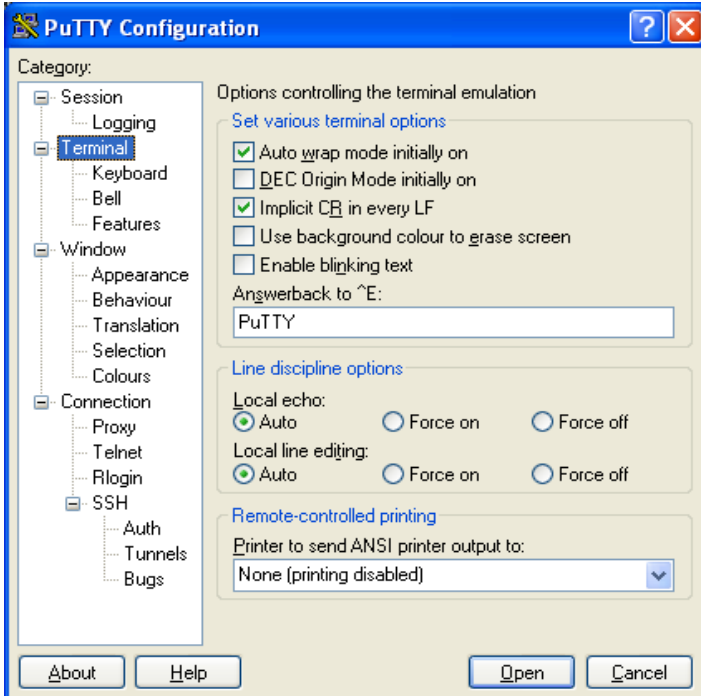 PuTTY Configuration
?
Category:
Session
Logging
Terminal
Keyboard
Bell
Features
Window
Appearance
Behaviour
Translation
Selection
Colours
Connection
Proxy
Telnet
Rlogin
SSH
Auth
Tunnels
Bugs
Options controlling the terminal emulation
Set various terminal options
Auto wrap mode initially on
DEC Origin Mode initially on
Implicit CR in every LF
Use background colour to erase screen
Enable blinking text
Answerback to ^E:
PuTTY
Line discipline options
Local echo:
Auto Force on Force off
Local line editing:
Auto Force on Force off
Remote-controlled printing
Printer to send ANSI printer output to:
None (printing disabled)
About Help Open Cancel